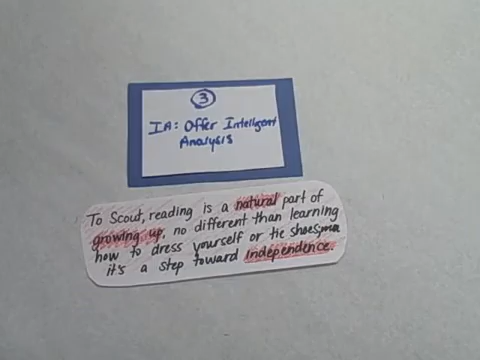 3
IA: Offer Intelligent
Analysis
To Scout, reading is a natural part of
growing up, no different than learning
how to dress yourself or tie shoes,
it's a step toward independence.